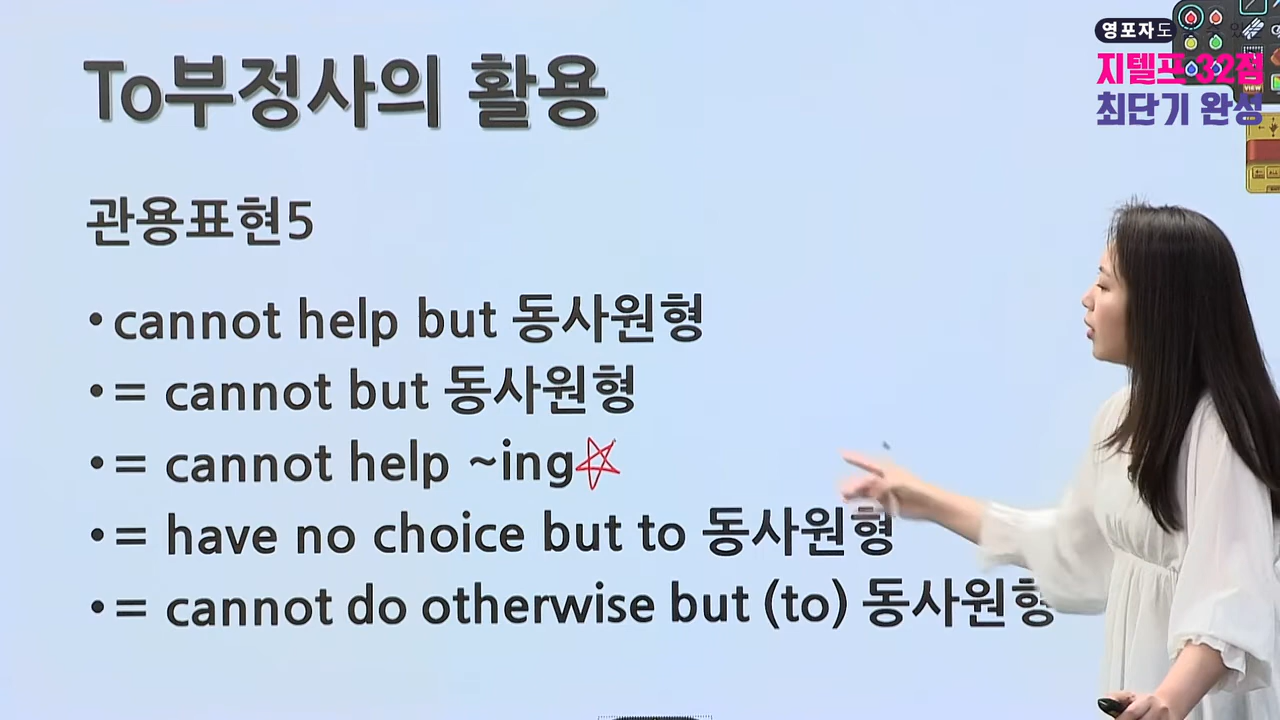 To부정사의 활용
영포자도
지텔프 32점
최단기 완성
관용표현5
•cannot help but 동사원형
•= cannot but 동사원형
•= cannot help ~ing☆
•= have no choice but to 동사원형
•= cannot do otherwise but (to) 동사원형
VIEW